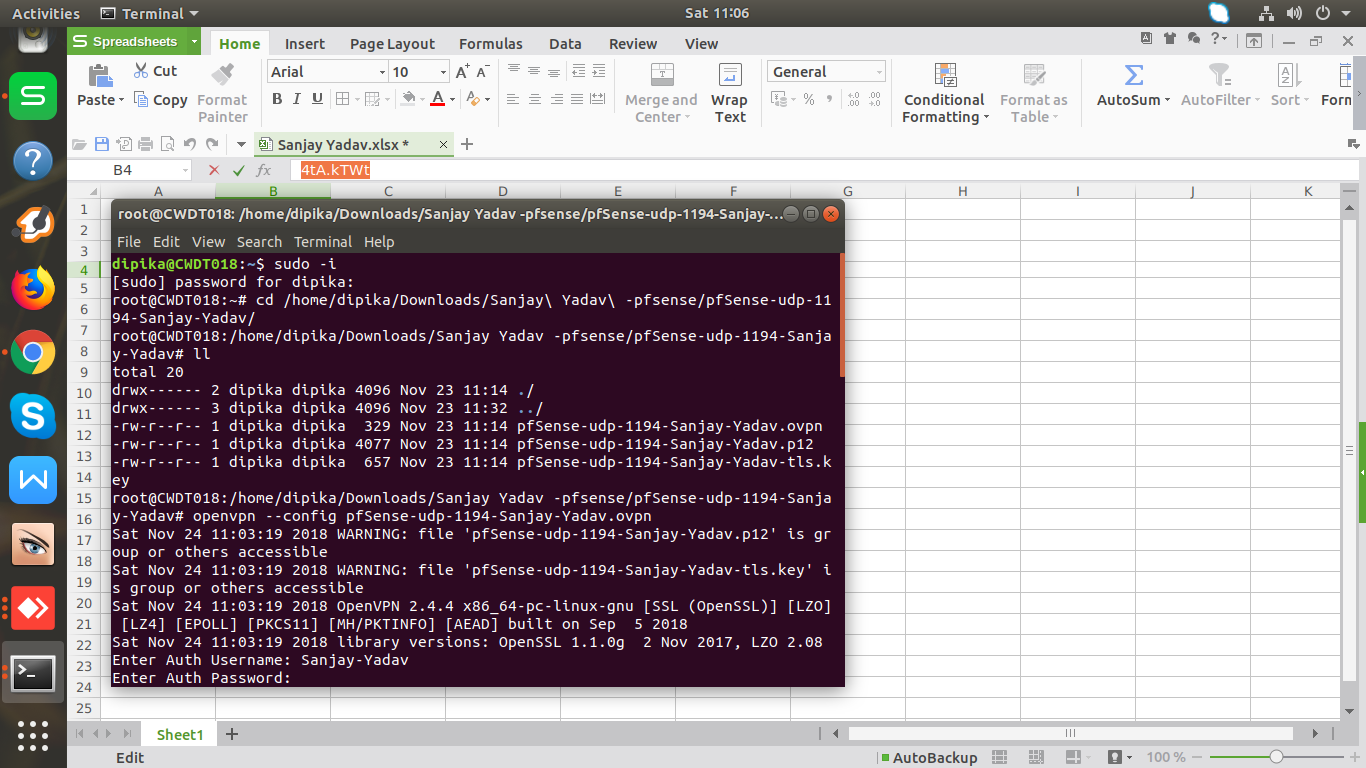 Activities Terminal Sat 11:06
S Spreadsheets Home Insert Page Layout Formulas Data Review View
Paste Cut Copy Format Painter
Arial 10 A+ A-
B I U A
Merge and Center Wrap Text
General
% , .00
Conditional Formatting Format as Table
AutoSum AutoFilter Sort Form
Sanjay Yadav.xlsx * × +
B4 fx 4tA.kTWt
A B C D E F G H I J K
1
2
3
4
5
6
7
8
9
10
11
12
13
14
15
16
17
18
19
20
21
22
23
24
25
root@CWDT018: /home/dipika/Downloads/Sanjay Yadav -pfsense/pfSense-udp-1194-Sanjay-...
File Edit View Search Terminal Help
dipika@CWDT018:~$ sudo -i
[sudo] password for dipika:
root@CWDT018:~# cd /home/dipika/Downloads/Sanjay\ Yadav\ -pfsense/pfSense-udp-11
94-Sanjay-Yadav/
root@CWDT018:/home/dipika/Downloads/Sanjay Yadav -pfsense/pfSense-udp-1194-Sanja
y-Yadav# ll
total 20
drwx------ 2 dipika dipika 4096 Nov 23 11:14 ./
drwx------ 3 dipika dipika 4096 Nov 23 11:32 ../
-rw-r--r-- 1 dipika dipika  329 Nov 23 11:14 pfSense-udp-1194-Sanjay-Yadav.ovpn
-rw-r--r-- 1 dipika dipika 4077 Nov 23 11:14 pfSense-udp-1194-Sanjay-Yadav.p12
-rw-r--r-- 1 dipika dipika  657 Nov 23 11:14 pfSense-udp-1194-Sanjay-Yadav-tls.k
ey
root@CWDT018:/home/dipika/Downloads/Sanjay Yadav -pfsense/pfSense-udp-1194-Sanja
y-Yadav# openvpn --config pfSense-udp-1194-Sanjay-Yadav.ovpn
Sat Nov 24 11:03:19 2018 WARNING: file 'pfSense-udp-1194-Sanjay-Yadav.p12' is gr
oup or others accessible
Sat Nov 24 11:03:19 2018 WARNING: file 'pfSense-udp-1194-Sanjay-Yadav-tls.key' i
s group or others accessible
Sat Nov 24 11:03:19 2018 OpenVPN 2.4.4 x86_64-pc-linux-gnu [SSL (OpenSSL)] [LZO]
 [LZ4] [EPOLL] [PKCS11] [MH/PKTINFO] [AEAD] built on Sep  5 2018
Sat Nov 24 11:03:19 2018 library versions: OpenSSL 1.1.0g  2 Nov 2017, LZO 2.08
Enter Auth Username: Sanjay-Yadav
Enter Auth Password:
Sheet1 +
Edit AutoBackup 100 % - +